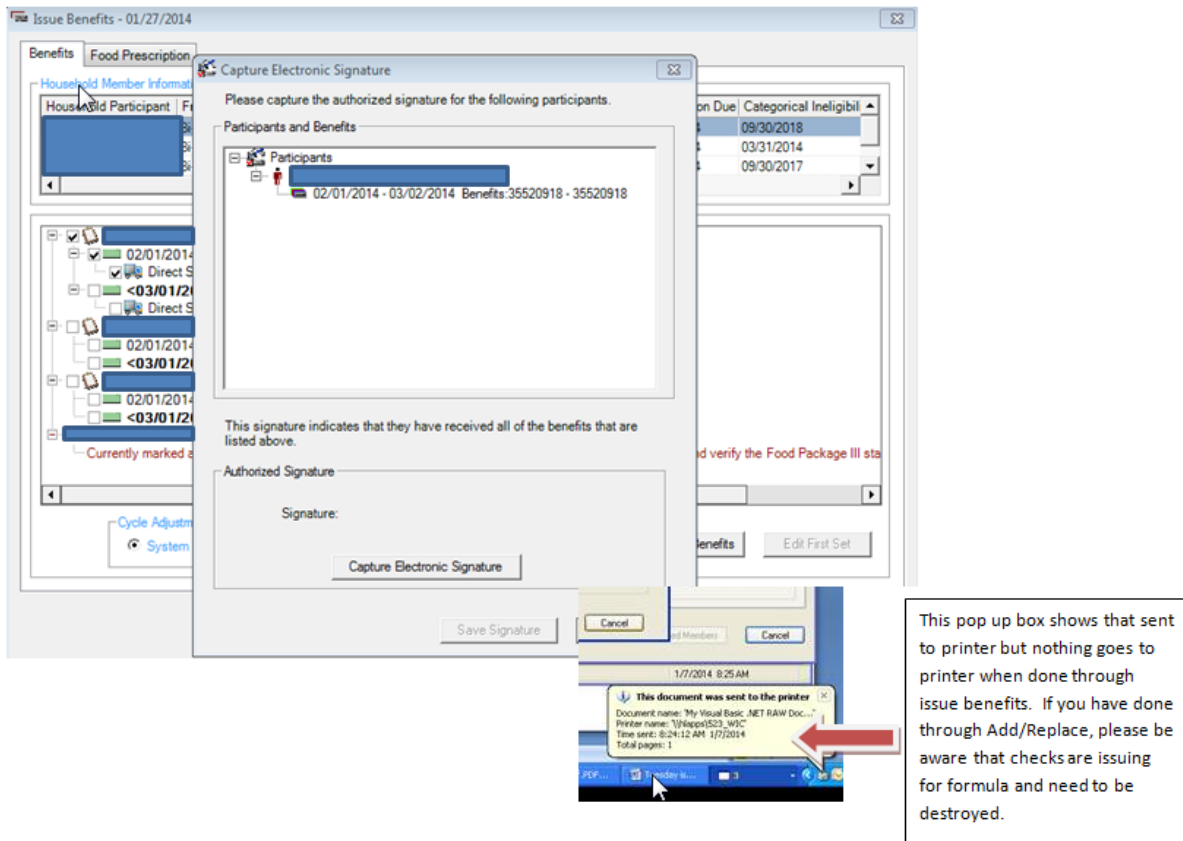 Issue Benefits - 01/27/2014
Benefits
Food Prescription
Household Member Informati
Household Participant
on Due
Categorical Ineligibil
09/30/2018
03/31/2014
09/30/2017
Capture Electronic Signature
Please capture the authorized signature for the following participants.
Participants and Benefits
Participants
02/01/2014 - 03/02/2014 Benefits:35520918 - 35520918
02/01/2014
Direct S
<03/01/20
Direct S
02/01/2014
<03/01/20
02/01/2014
<03/01/20
Currently marked a
nd verify the Food Package III sta
This signature indicates that they have received all of the benefits that are
listed above.
Authorized Signature
Signature:
Capture Electronic Signature
Save Signature
Cycle Adjustm
System
Benefits
Edit First Set
Cancel
ed Members
Cancel
1/7/2014 8:25 AM
This document was sent to the printer
Document name: 'My Visual Basic .NET RAW Doc..."
Time sent: 8:24:12 AM 1/7/2014
Total pages: 1
.PDF...
Tuesday is...
3
This pop up box shows that sent
to printer but nothing goes to
printer when done through
issue benefits. If you have done
through Add/Replace, please be
aware that checks are issuing
for formula and need to be
destroyed.